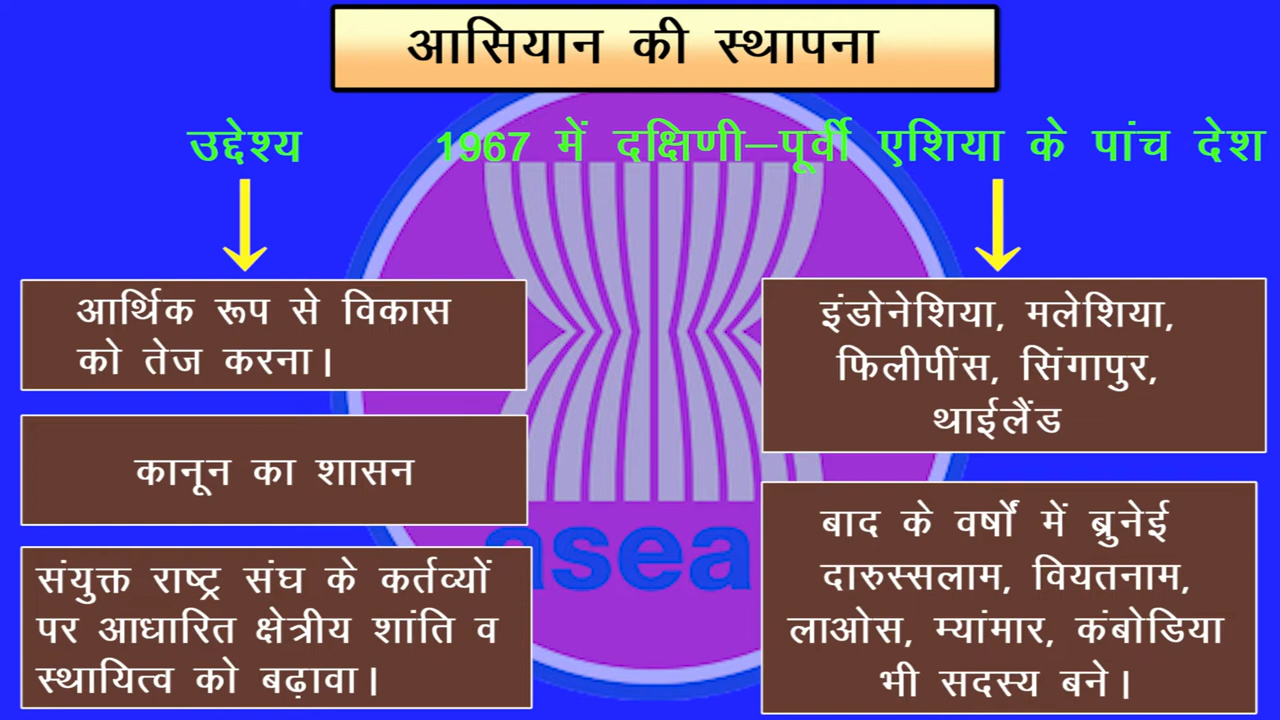 आसियान की स्थापना
उद्देश्य
आर्थिक रूप से विकास
को तेज करना।
कानून का शासन
संयुक्त राष्ट्र संघ के कर्तव्यों
पर आधारित क्षेत्रीय शांति व
स्थायित्व को बढ़ावा।
1967 में दक्षिणी–पूर्वी एशिया के पांच देश
इंडोनेशिया, मलेशिया,
फिलीपींस, सिंगापुर,
थाईलैंड
बाद के वर्षों में ब्रुनेई
दारुस्सलाम, वियतनाम,
लाओस, म्यांमार, कंबोडिया
भी सदस्य बने।
asea